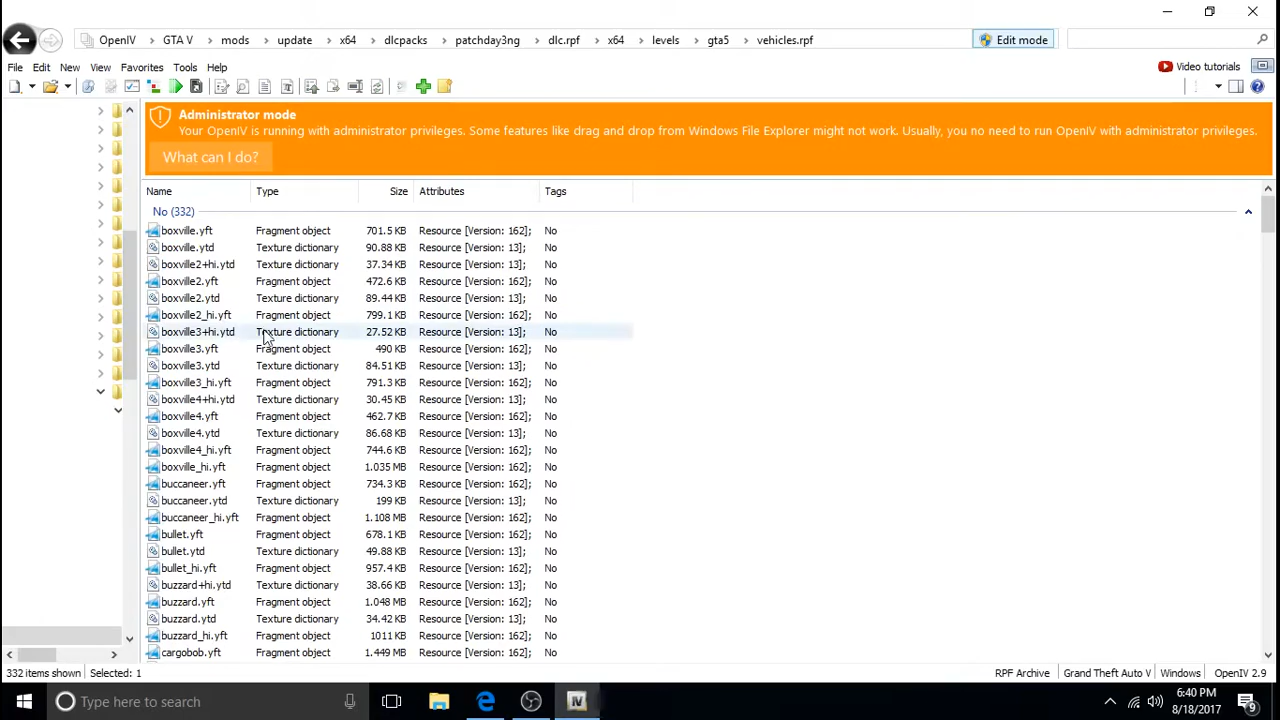 OpenIV GTA V mods update x64 dlcpacks patchday3ng dlc.rpf x64 levels gta5 vehicles.rpf Edit mode
File Edit New View Favorites Tools Help Video tutorials
Administrator mode
Your OpenIV is running with administrator privileges. Some features like drag and drop from Windows File Explorer might not work. Usually, you no need to run OpenIV with administrator privileges.
What can I do?
Name Type Size Attributes Tags
No (332)
boxville.yft Fragment object 701.5 KB Resource [Version: 162]; No
boxville.ytd Texture dictionary 90.88 KB Resource [Version: 13]; No
boxville2+hi.ytd Texture dictionary 37.34 KB Resource [Version: 13]; No
boxville2.yft Fragment object 472.6 KB Resource [Version: 162]; No
boxville2.ytd Texture dictionary 89.44 KB Resource [Version: 13]; No
boxville2_hi.yft Fragment object 799.1 KB Resource [Version: 162]; No
boxville3+hi.ytd Texture dictionary 27.52 KB Resource [Version: 13]; No
boxville3.yft Fragment object 490 KB Resource [Version: 162]; No
boxville3.ytd Texture dictionary 84.51 KB Resource [Version: 13]; No
boxville3_hi.yft Fragment object 791.3 KB Resource [Version: 162]; No
boxville4+hi.ytd Texture dictionary 30.45 KB Resource [Version: 13]; No
boxville4.yft Fragment object 462.7 KB Resource [Version: 162]; No
boxville4.ytd Texture dictionary 86.68 KB Resource [Version: 13]; No
boxville4_hi.yft Fragment object 744.6 KB Resource [Version: 162]; No
boxville_hi.yft Fragment object 1.035 MB Resource [Version: 162]; No
buccaneer.yft Fragment object 734.3 KB Resource [Version: 162]; No
buccaneer.ytd Texture dictionary 199 KB Resource [Version: 13]; No
buccaneer_hi.yft Fragment object 1.108 MB Resource [Version: 162]; No
bullet.yft Fragment object 678.1 KB Resource [Version: 162]; No
bullet.ytd Texture dictionary 49.88 KB Resource [Version: 13]; No
bullet_hi.yft Fragment object 957.4 KB Resource [Version: 162]; No
buzzard+hi.ytd Texture dictionary 38.66 KB Resource [Version: 13]; No
buzzard.yft Fragment object 1.048 MB Resource [Version: 162]; No
buzzard.ytd Texture dictionary 34.42 KB Resource [Version: 13]; No
buzzard_hi.yft Fragment object 1011 KB Resource [Version: 162]; No
cargobob.yft Fragment object 1.449 MB Resource [Version: 162]; No
332 items shown Selected: 1 RPF Archive Grand Theft Auto V Windows OpenIV 2.9
Type here to search IV 6:40 PM
8/18/2017 9